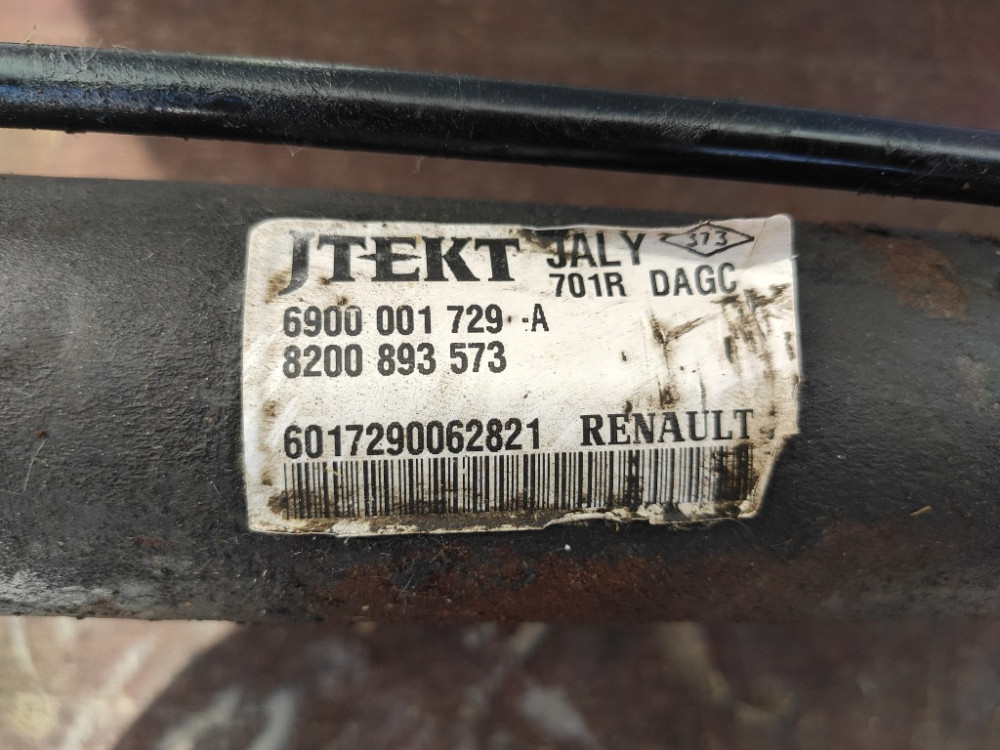 JTEKT JALY 373
701R DAGC
6900 001 729 -A
8200 893 573
6017290062821 RENAULT